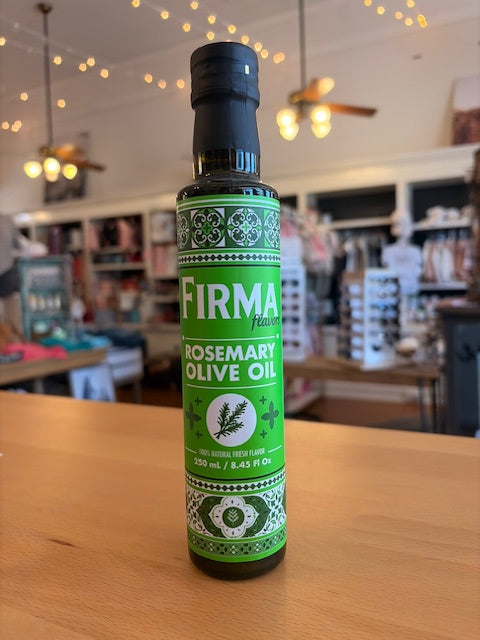 FIRMA
flavors
ROSEMARY
OLIVE OIL
100% NATURAL FRESH FLAVOR
250 mL / 8.45 Fl Oz